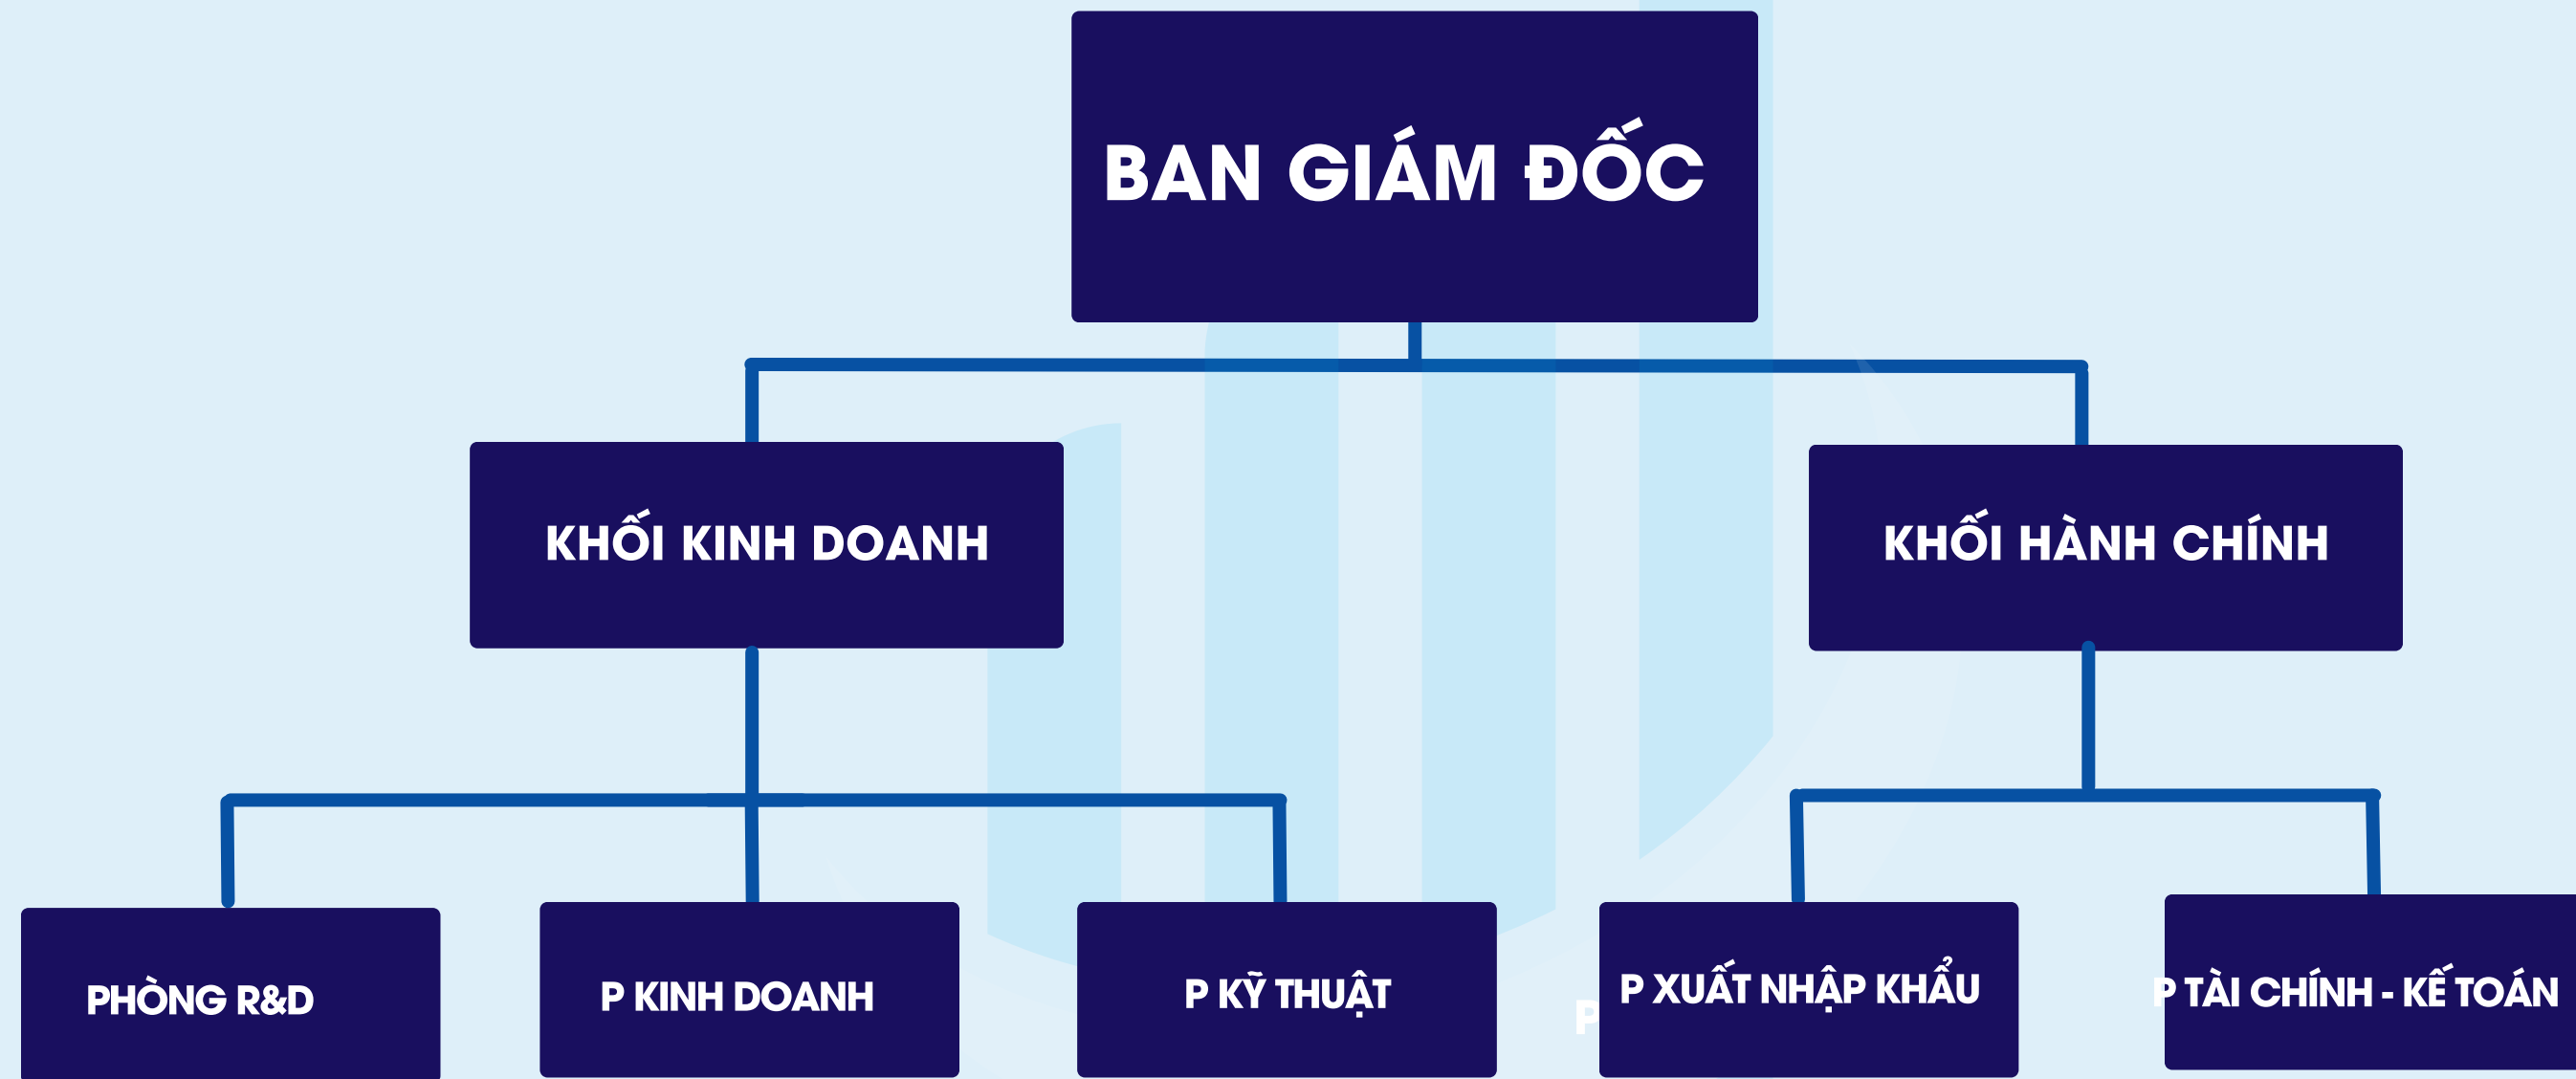 BAN GIÁM ĐỐC
KHỐI KINH DOANH
KHỐI HÀNH CHÍNH
PHÒNG R&D
P KINH DOANH
P KỸ THUẬT
P
P XUẤT NHẬP KHẨU
P TÀI CHÍNH - KẾ TOÁN